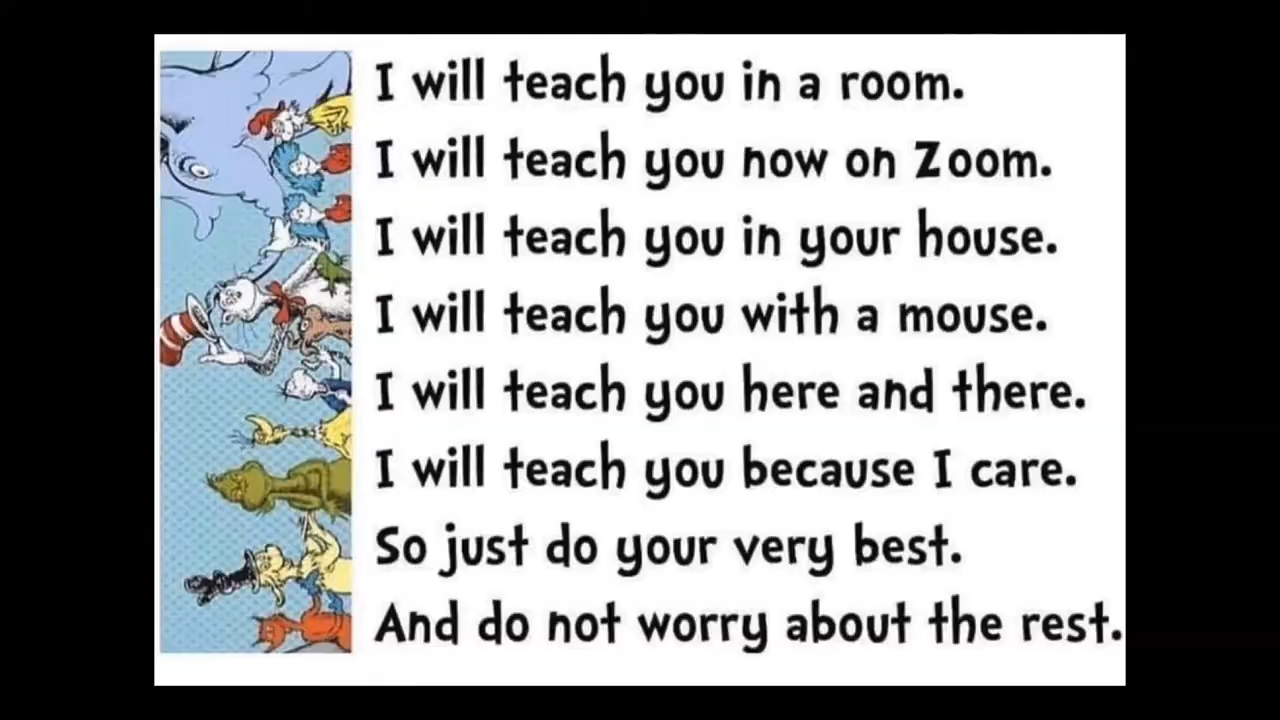 I will teach you in a room.
I will teach you now on Zoom.
I will teach you in your house.
I will teach you with a mouse.
I will teach you here and there.
I will teach you because I care.
So just do your very best.
And do not worry about the rest.